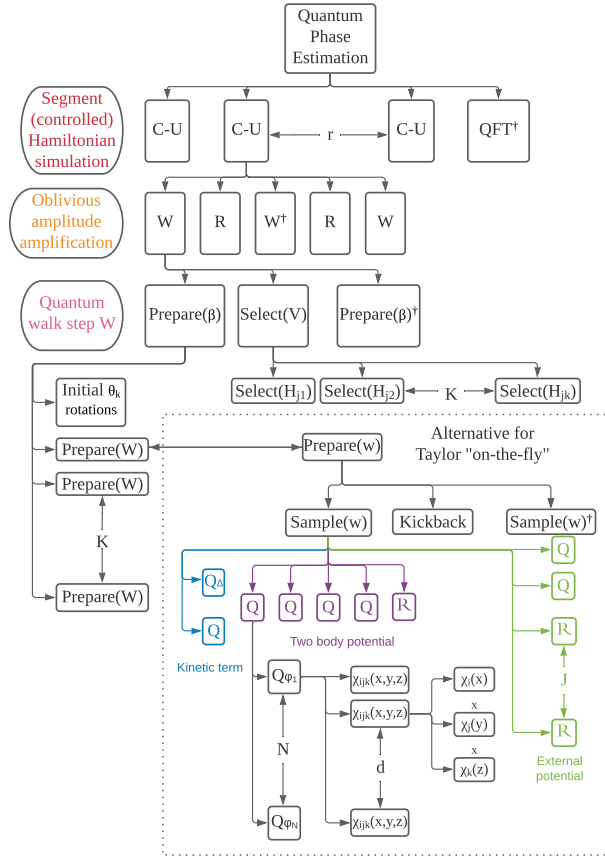 Quantum
Phase
Estimation
Segment
(controlled)
Hamiltonian
simulation
C-U
C-U
r
C-U
QFT†
Oblivious
amplitude
amplification
W
R
W†
R
W
Quantum
walk step W
Prepare(β)
Select(V)
Prepare(β)†
Initial θk
rotations
Select(Hj1)
Select(Hj2)
K
Select(Hjk)
Alternative for
Taylor "on-the-fly"
Prepare(W)
Prepare(w)
Prepare(W)
K
Prepare(W)
Sample(w)
Kickback
Sample(w)†
Q
QΔ
Q
Q
Q
Q
Q
R
Q
R
Two body potential
Kinetic term
Qφ1
χijk(x,y,z)
χi(x)
J
χijk(x,y,z)
x
χj(y)
R
N
x
d
χk(z)
External
potential
QφN
χijk(x,y,z)